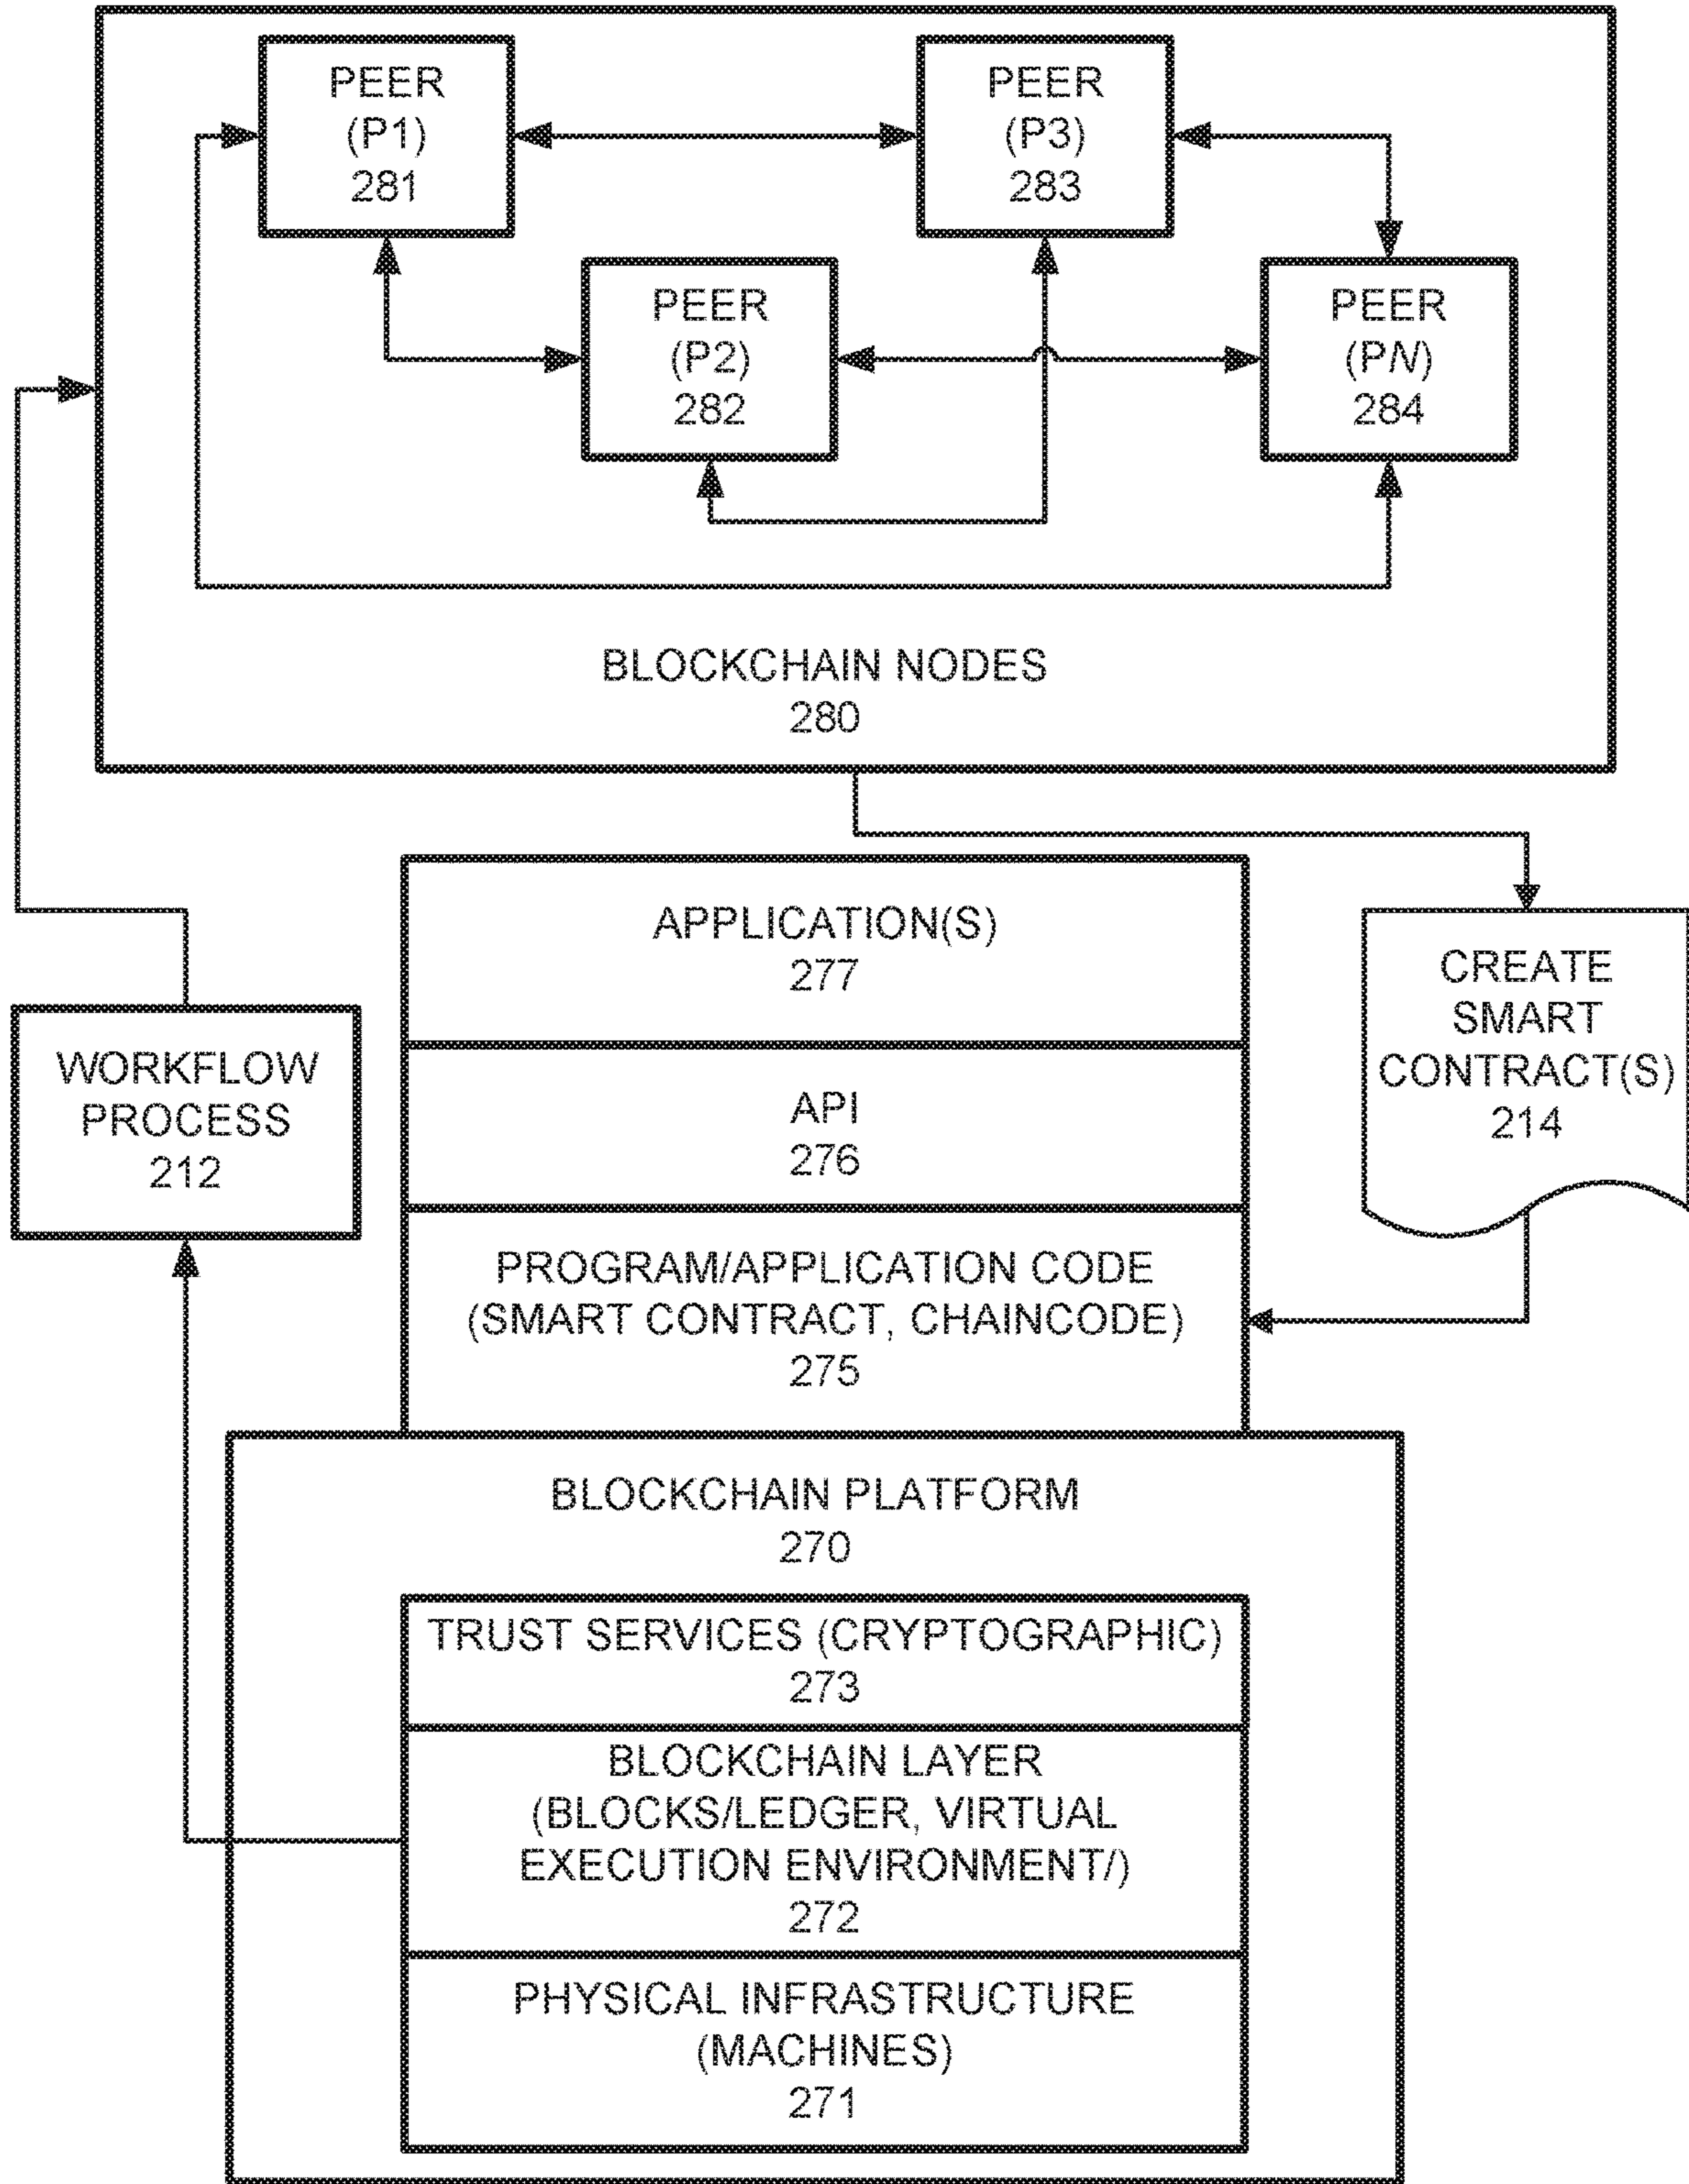 PEER
(P1)
281
PEER
(P3)
283
PEER
(P2)
282
PEER
(PN)
284
BLOCKCHAIN NODES
280
APPLICATION(S)
277
CREATE
SMART
CONTRACT(S)
214
WORKFLOW
PROCESS
212
API
276
PROGRAM/APPLICATION CODE
(SMART CONTRACT, CHAINCODE)
275
BLOCKCHAIN PLATFORM
270
TRUST SERVICES (CRYPTOGRAPHIC)
273
BLOCKCHAIN LAYER
(BLOCKS/LEDGER, VIRTUAL
EXECUTION ENVIRONMENT/)
272
PHYSICAL INFRASTRUCTURE
(MACHINES)
271